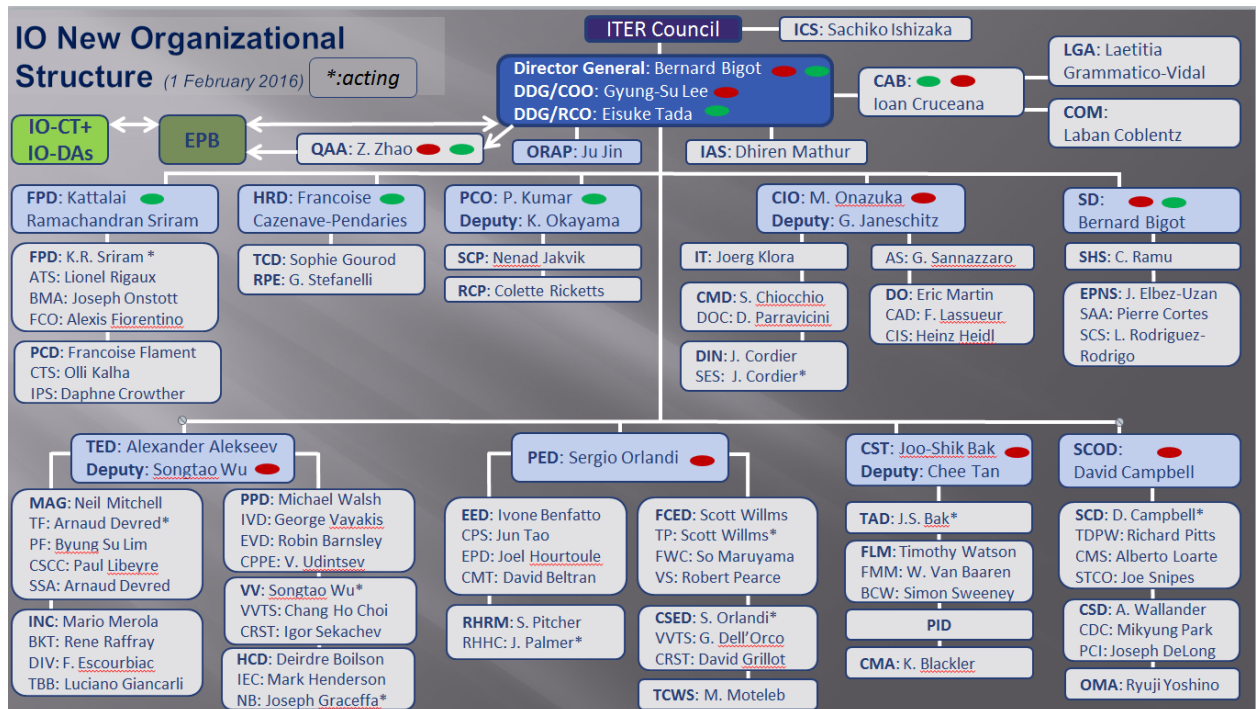 IO New Organizational
Structure (1 February 2016)
*:acting
ITER Council
ICS: Sachiko Ishizaka
Director General: Bernard Bigot
DDG/COO: Gyung-Su Lee
DDG/RCO: Eisuke Tada
CAB:
Ioan Cruceana
LGA: Laetitia
Grammatico-Vidal
COM:
Laban Coblentz
IO-CT+
IO-DAs
EPB
QAA: Z. Zhao
ORAP: Ju Jin
IAS: Dhiren Mathur
FPD: Kattalai
Ramachandran Sriram
FPD: K.R. Sriram *
ATS: Lionel Rigaux
BMA: Joseph Onstott
FCO: Alexis Fiorentino
PCD: Francoise Flament
CTS: Olli Kalha
IPS: Daphne Crowther
HRD: Francoise
Cazenave-Pendaries
TCD: Sophie Gourod
RPE: G. Stefanelli
PCO: P. Kumar
Deputy: K. Okayama
SCP: Nenad Jakvik
RCP: Colette Ricketts
CIO: M. Onazuka
Deputy: G. Janeschitz
IT: Joerg Klora
CMD: S. Chiocchio
DOC: D. Parravicini
DIN: J. Cordier
SES: J. Cordier*
AS: G. Sannazzaro
DO: Eric Martin
CAD: F. Lassueur
CIS: Heinz Heidl
SD:
Bernard Bigot
SHS: C. Ramu
EPNS: J. Elbez-Uzan
SAA: Pierre Cortes
SCS: L. Rodriguez-
Rodrigo
TED: Alexander Alekseev
Deputy: Songtao Wu
MAG: Neil Mitchell
TF: Arnaud Devred*
PF: Byung Su Lim
CSCC: Paul Libeyre
SSA: Arnaud Devred
INC: Mario Merola
BKT: Rene Raffray
DIV: F. Escourbiac
TBB: Luciano Giancarli
PPD: Michael Walsh
IVD: George Vayakis
EVD: Robin Barnsley
CPPE: V. Udintsev
VV: Songtao Wu*
VVTS: Chang Ho Choi
CRST: Igor Sekachev
HCD: Deirdre Boilson
IEC: Mark Henderson
NB: Joseph Graceffa*
PED: Sergio Orlandi
EED: Ivone Benfatto
CPS: Jun Tao
EPD: Joel Hourtoule
CMT: David Beltran
RHRM: S. Pitcher
RHHC: J. Palmer*
FCED: Scott Willms
TP: Scott Willms*
FWC: So Maruyama
VS: Robert Pearce
CSED: S. Orlandi*
VVTS: G. Dell'Orco
CRST: David Grillot
TCWS: M. Moteleb
CST: Joo-Shik Bak
Deputy: Chee Tan
TAD: J.S. Bak*
FLM: Timothy Watson
FMM: W. Van Baaren
BCW: Simon Sweeney
PID
CMA: K. Blackler
SCOD:
David Campbell
SCD: D. Campbell*
TDPW: Richard Pitts
CMS: Alberto Loarte
STCO: Joe Snipes
CSD: A. Wallander
CDC: Mikyung Park
PCI: Joseph DeLong
OMA: Ryuji Yoshino